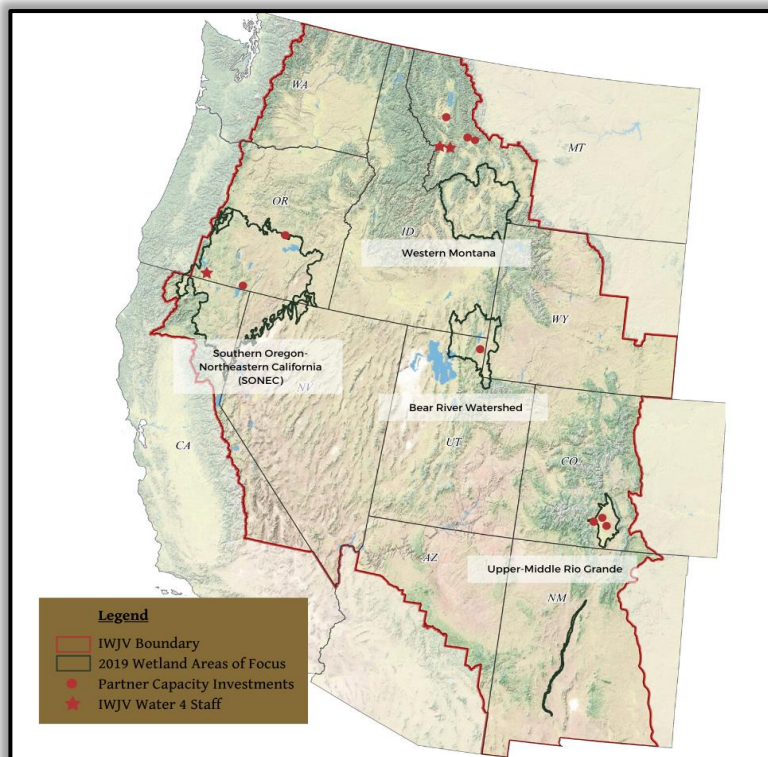 WA
MT
OR
ID
Western Montana
WY
Southern Oregon-
Northeastern California
(SONEC)
NV
Bear River Watershed
CA
UT
CO
AZ
Upper-Middle Rio Grande
NM
Legend
IWJV Boundary
2019 Wetland Areas of Focus
Partner Capacity Investments
IWJV Water 4 Staff